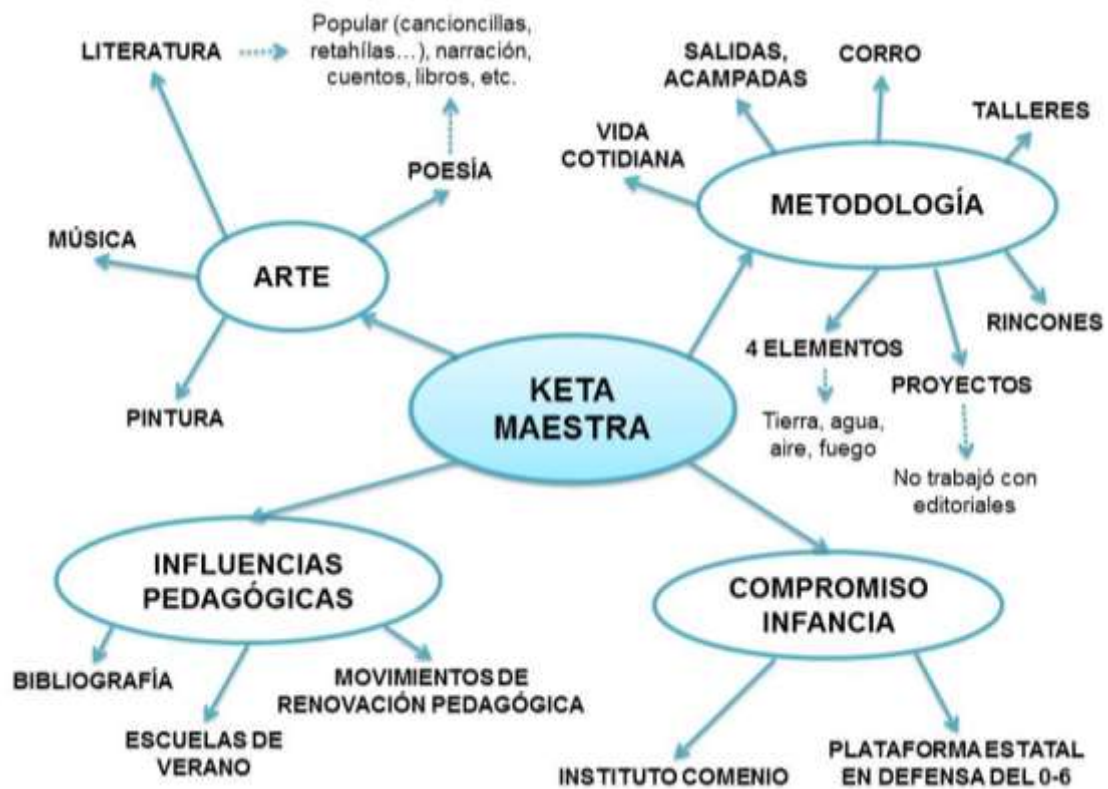 LITERATURA
Popular (cancioncillas,
retahílas...), narración,
cuentos, libros, etc.
POESÍA
MÚSICA
ARTE
PINTURA
SALIDAS,
ACAMPADAS
CORRO
TALLERES
VIDA
COTIDIANA
METODOLOGÍA
RINCONES
4 ELEMENTOS
Tierra, agua,
aire, fuego
PROYECTOS
No trabajó con
editoriales
KETA
MAESTRA
INFLUENCIAS
PEDAGÓGICAS
BIBLIOGRAFÍA
ESCUELAS DE
VERANO
MOVIMIENTOS DE
RENOVACIÓN PEDAGÓGICA
COMPROMISO
INFANCIA
INSTITUTO COMENIO
PLATAFORMA ESTATAL
EN DEFENSA DEL 0-6